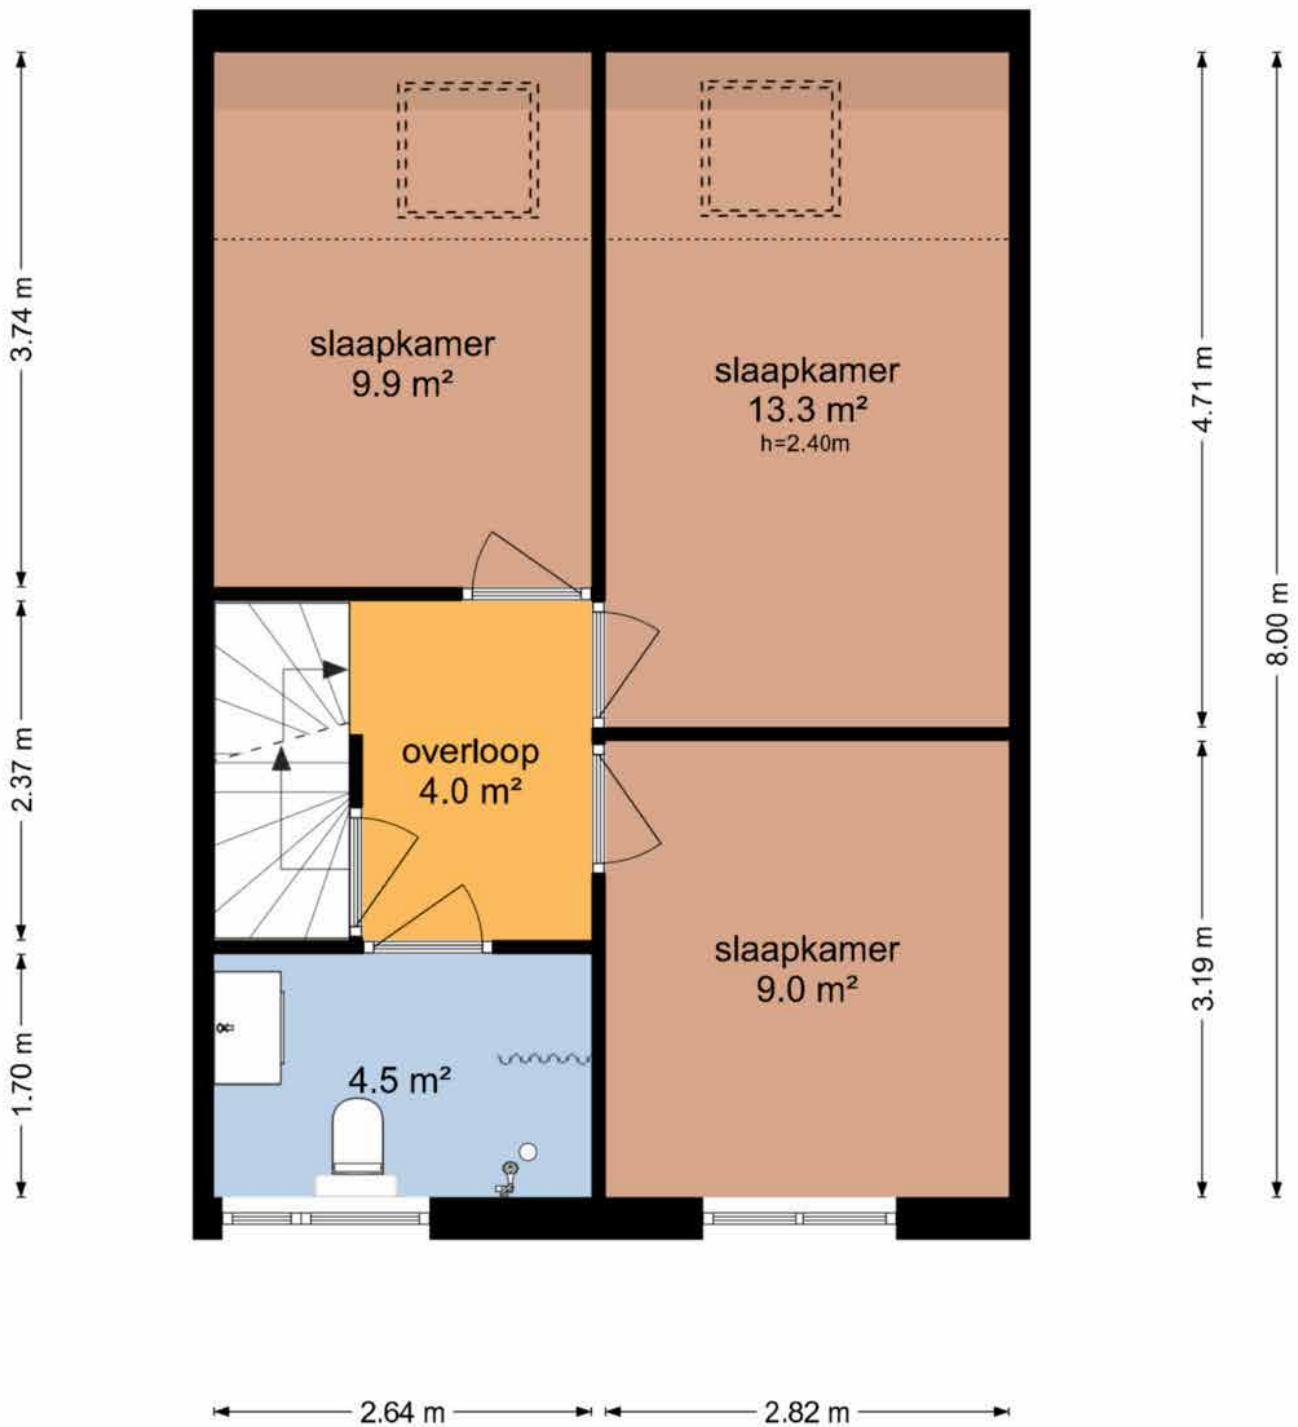 3.74 m
2.37 m
1.70 m
slaapkamer
9.9 m²
slaapkamer
13.3 m²
h=2.40m
overloop
4.0 m²
slaapkamer
9.0 m²
4.5 m²
4.71 m
3.19 m
8.00 m
2.64 m
2.82 m